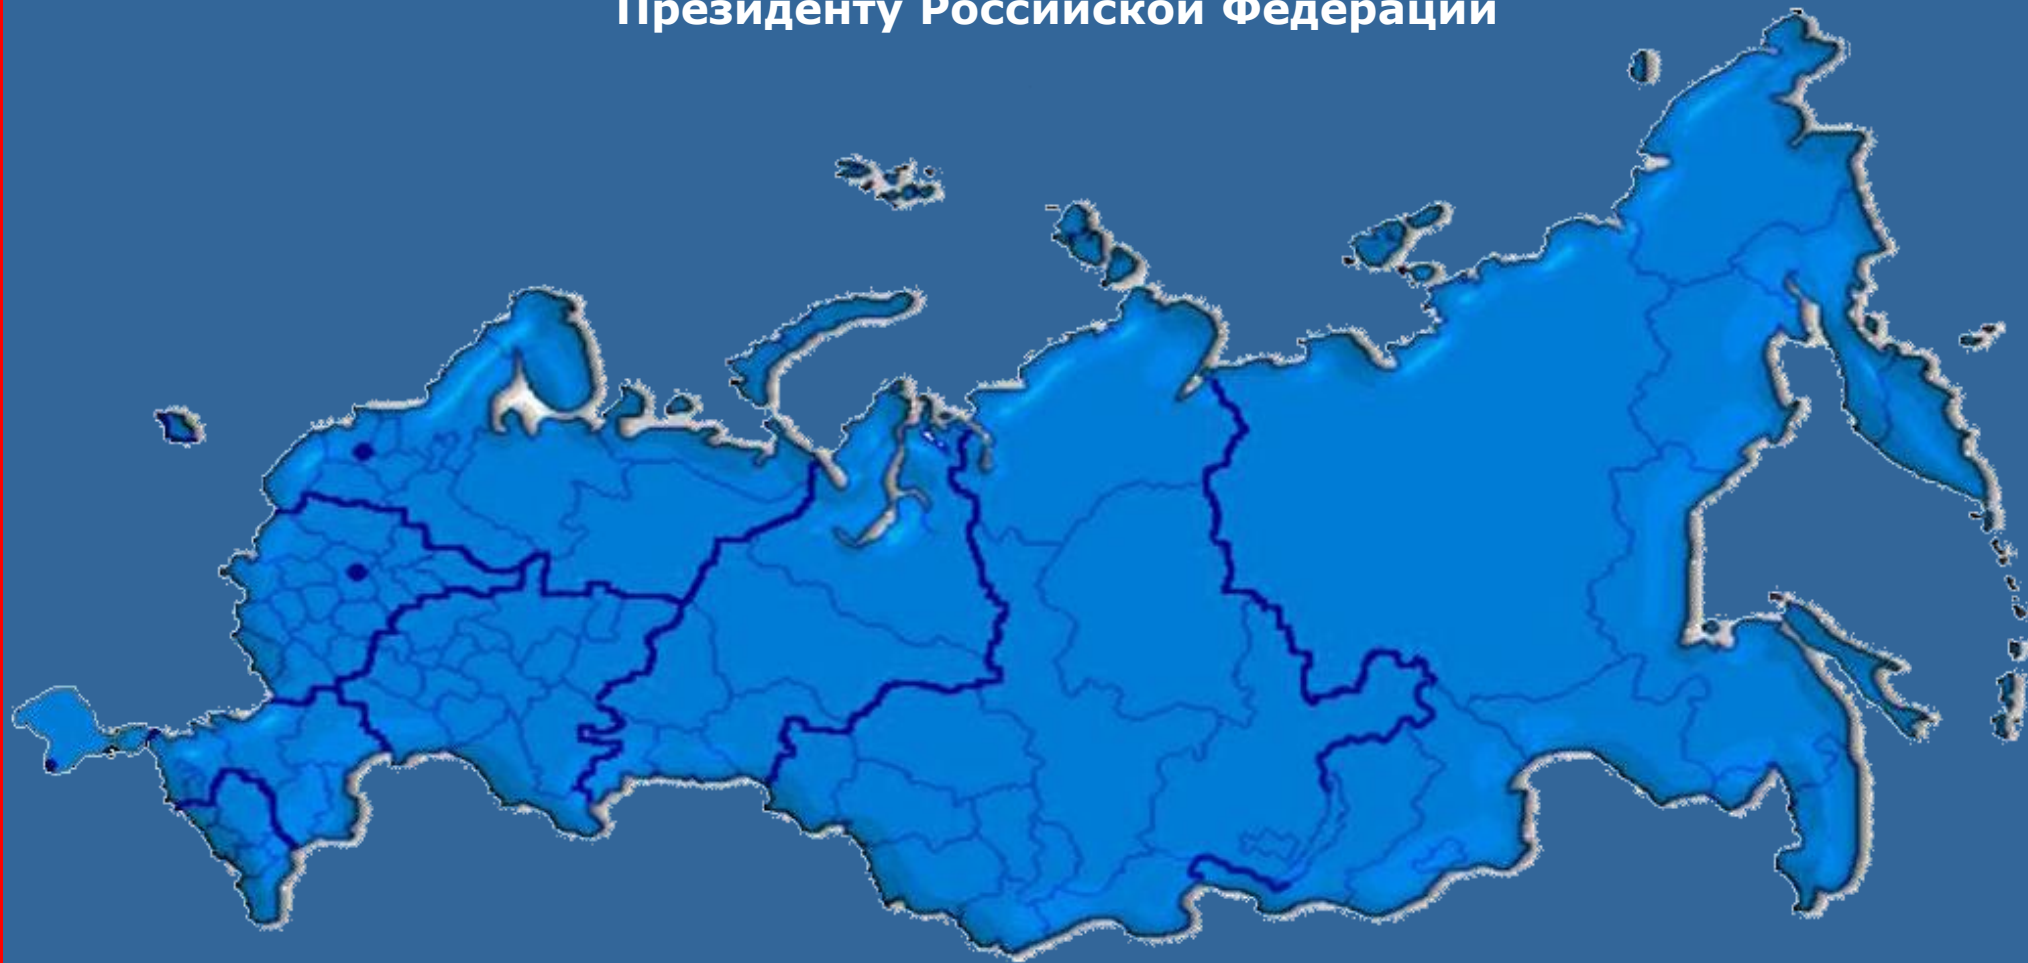 Президенту Российской Федерации